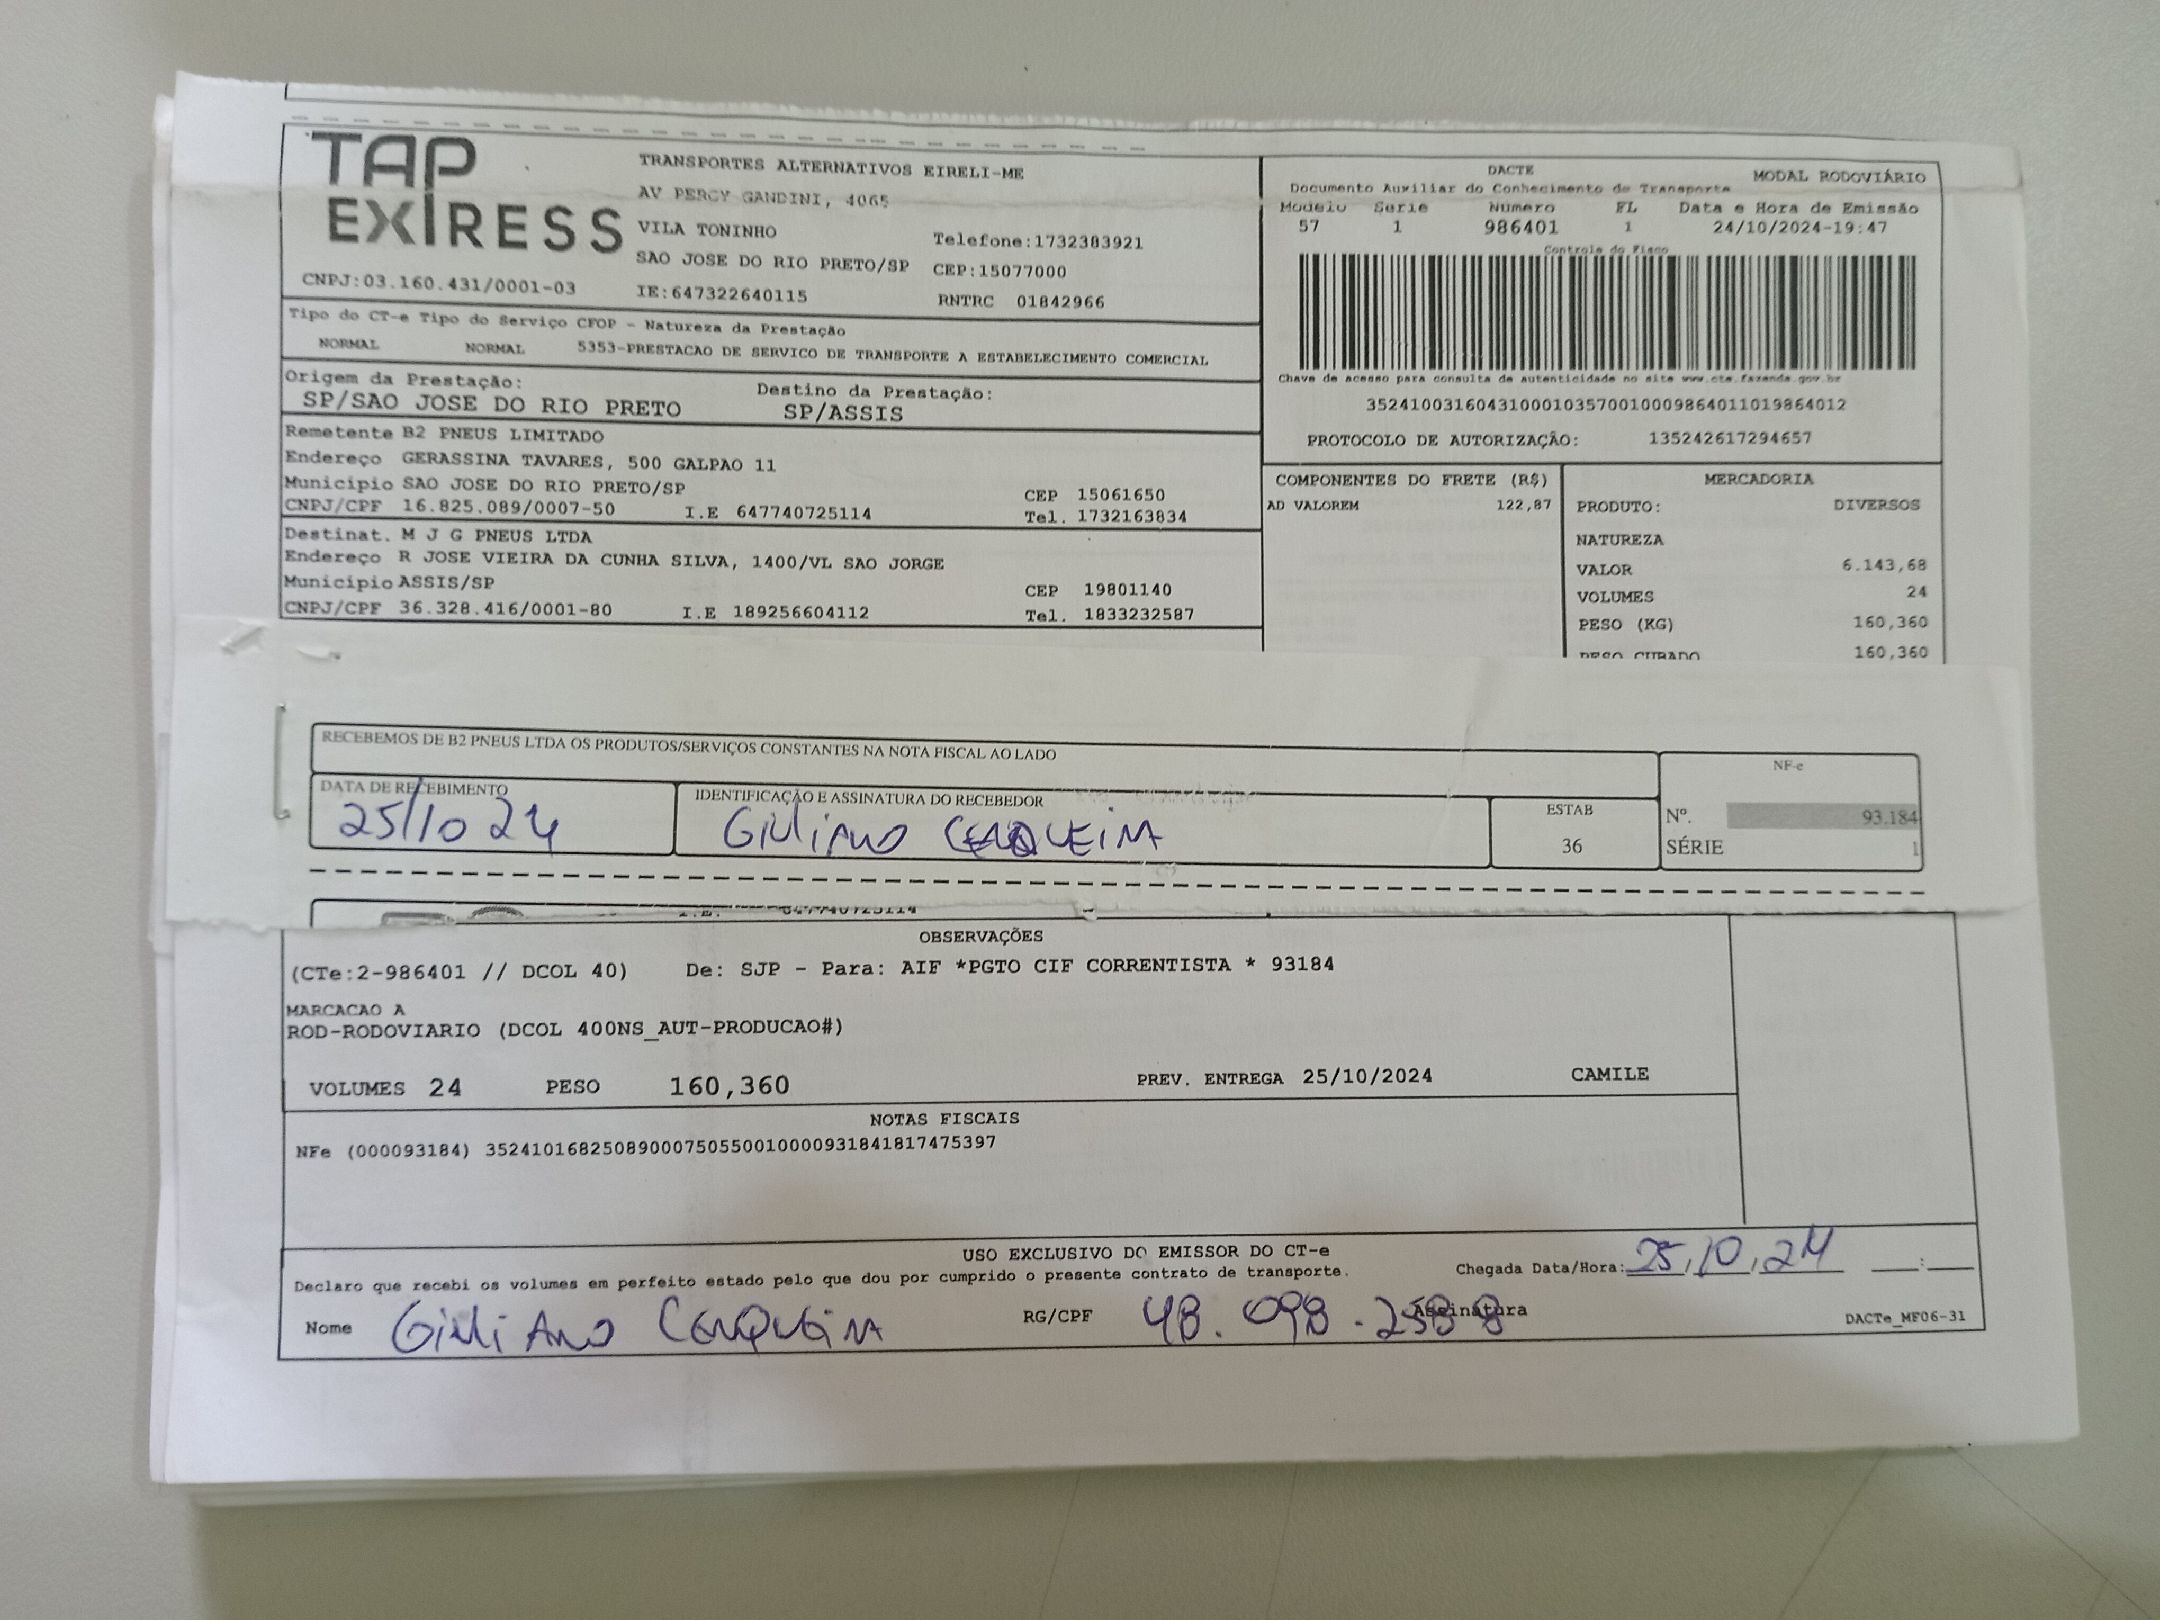 TAP
EXIRESS
CNPJ:03.160.431/0001-03
TRANSPORTES ALTERNATIVOS EIRELI-ME
AV PERCY GANDINI, 4065
VILA TONINHO
Telefone:1732383921
SAO JOSE DO RIO PRETO/SP CEP:15077000
IE:647322640115
RNTRC 01842966
DACTE
MODAL RODOVIÁRIO
Documento Auxiliar do Conhecimento de Transporte
Modelo Serie Número FL Data e Hora de Emissão
57 1 986401 1 24/10/2024-19:47
Controle do Fisco
Chave de acesso para consulta de autenticidade no site www.cte.fazenda.gov.br
35241003160431000103570010009864011019864012
PROTOCOLO DE AUTORIZAÇÃO: 135242617294657
Tipo do CT-e Tipo do Serviço CFOP - Natureza da Prestação
NORMAL NORMAL 5353-PRESTACAO DE SERVICO DE TRANSPORTE A ESTABELECIMENTO COMERCIAL
Origem da Prestação: Destino da Prestação:
SP/SAO JOSE DO RIO PRETO SP/ASSIS
Remetente B2 PNEUS LIMITADO
Endereço GERASSINA TAVARES, 500 GALPAO 11
Município SAO JOSE DO RIO PRETO/SP CEP 15061650
CNPJ/CPF 16.825.089/0007-50 I.E 647740725114 Tel. 1732163834
Destinat. M J G PNEUS LTDA
Endereço R JOSE VIEIRA DA CUNHA SILVA, 1400/VL SAO JORGE
Município ASSIS/SP CEP 19801140
CNPJ/CPF 36.328.416/0001-80 I.E 189256604112 Tel. 1833232587
COMPONENTES DO FRETE (R$)
AD VALOREM 122,87
MERCADORIA
PRODUTO: DIVERSOS
NATUREZA
VALOR 6.143,68
VOLUMES 24
PESO (KG) 160,360
PESO CUBADO 160,360
RECEBEMOS DE B2 PNEUS LTDA OS PRODUTOS/SERVIÇOS CONSTANTES NA NOTA FISCAL AO LADO
DATA DE RECEBIMENTO
25/10 24
IDENTIFICAÇÃO E ASSINATURA DO RECEBEDOR
GiuliANO CERQUEiRA
ESTAB
36
NF-e
Nº. 93.184
SÉRIE 1
I.E. 647740725114
OBSERVAÇÕES
(CTe:2-986401 // DCOL 40) De: SJP - Para: AIF *PGTO CIF CORRENTISTA * 93184
MARCACAO A
ROD-RODOVIARIO (DCOL 400NS_AUT-PRODUCAO#)
VOLUMES 24 PESO 160,360 PREV. ENTREGA 25/10/2024 CAMILE
NOTAS FISCAIS
NFe (000093184) 35241016825089000750550010000931841817475397
USO EXCLUSIVO DO EMISSOR DO CT-e
Declaro que recebi os volumes em perfeito estado pelo que dou por cumprido o presente contrato de transporte.
Chegada Data/Hora: 25,10,24 :
Nome GiuliANO CERQUEiRA RG/CPF 48.098.258 8 Assinatura
DACTe_MF06-31